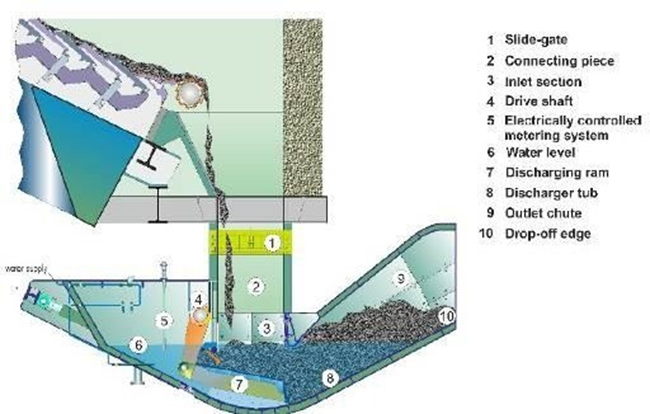 1 Slide-gate
2 Connecting piece
3 Inlet section
4 Drive shaft
5 Electrically controlled
metering system
6 Water level
7 Discharging ram
8 Discharger tub
9 Outlet chute
10 Drop-off edge
1
water supply
9
4
2
5
10
3
6
7
8